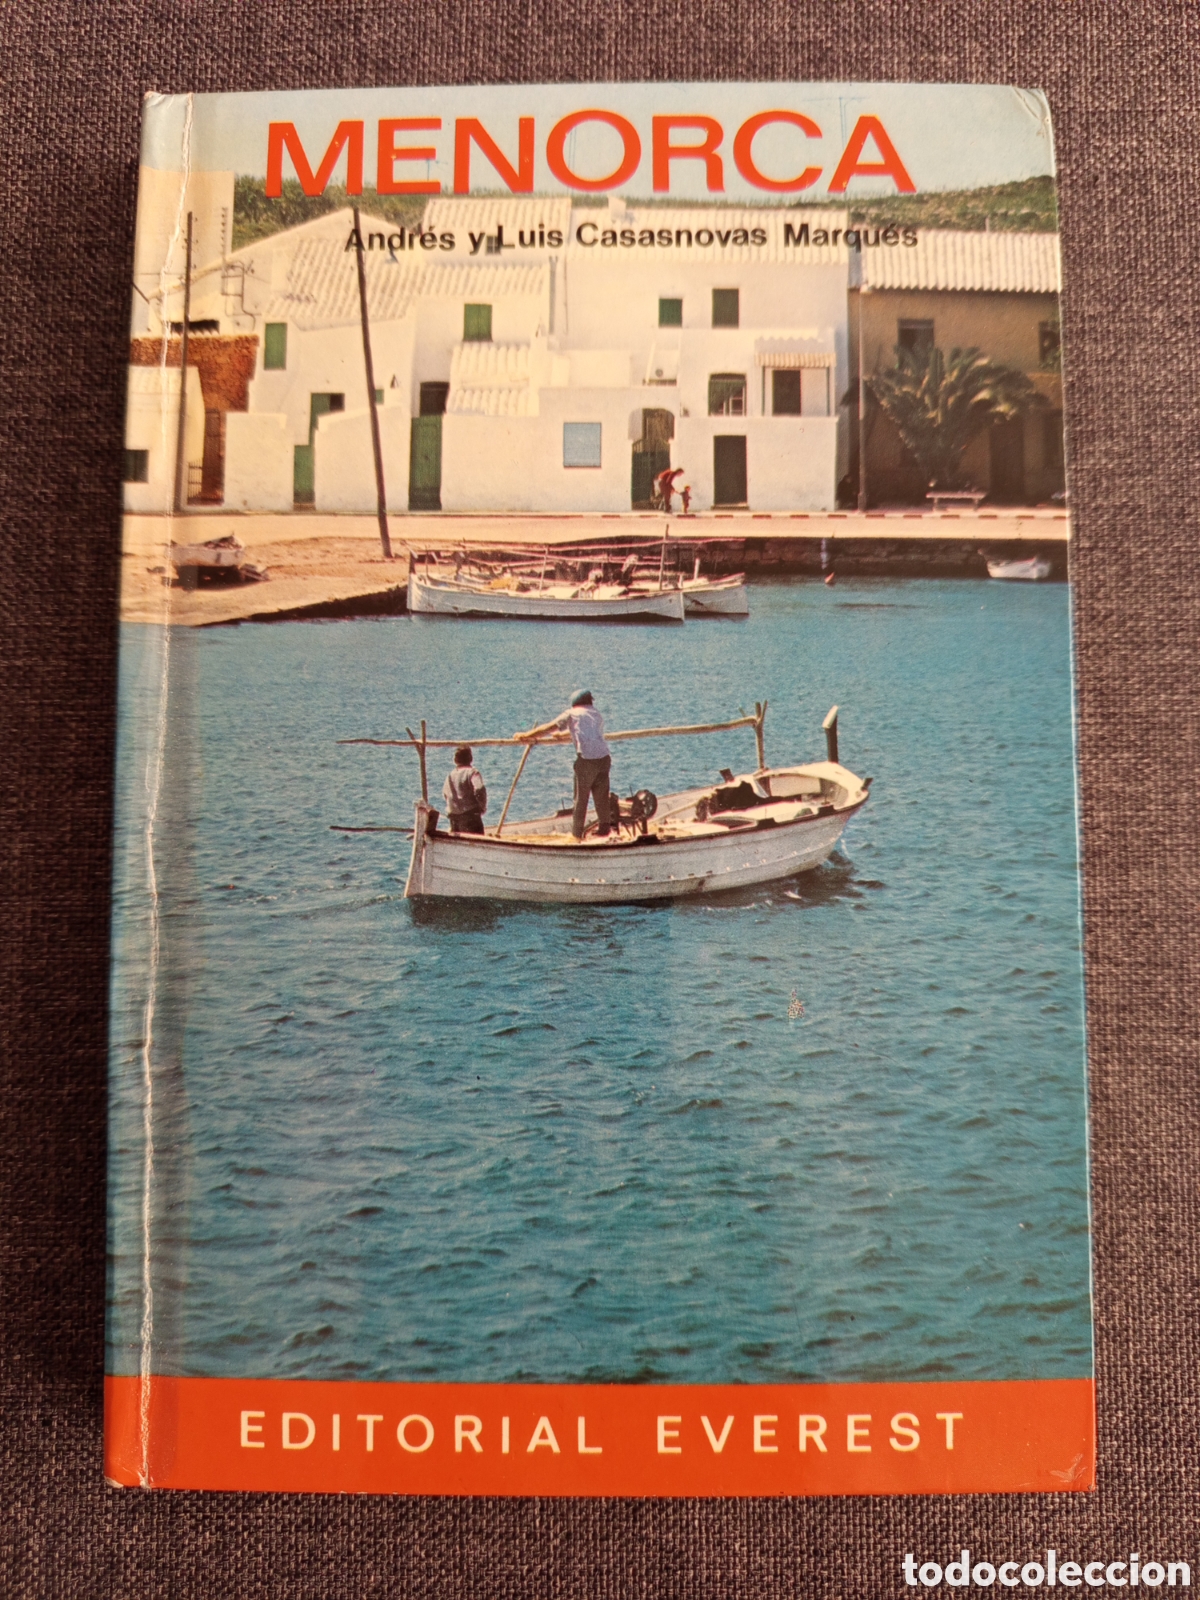 MENORCA
Andrés y Luis Casasnovas Marqués
EDITORIAL EVEREST
todocoleccion